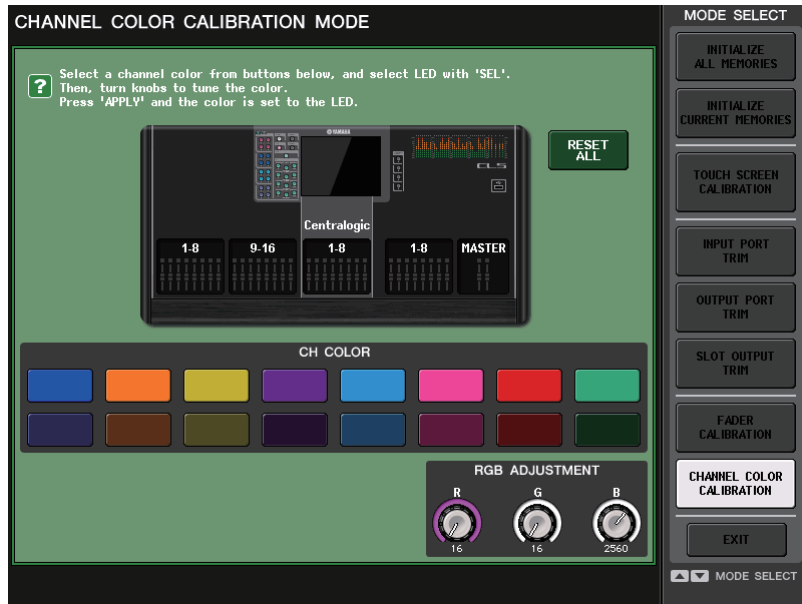 CHANNEL COLOR CALIBRATION MODE
? Select a channel color from buttons below, and select LED with 'SEL'.
Then, turn knobs to tune the color.
Press 'APPLY' and the color is set to the LED.
YAMAHA
CL5
RESET
ALL
Centralogic
1-8 9-16 1-8 1-8 MASTER
CH COLOR
RGB ADJUSTMENT
R G B
16 16 2560
MODE SELECT
INITIALIZE
ALL MEMORIES
INITIALIZE
CURRENT MEMORIES
TOUCH SCREEN
CALIBRATION
INPUT PORT
TRIM
OUTPUT PORT
TRIM
SLOT OUTPUT
TRIM
FADER
CALIBRATION
CHANNEL COLOR
CALIBRATION
EXIT
MODE SELECT